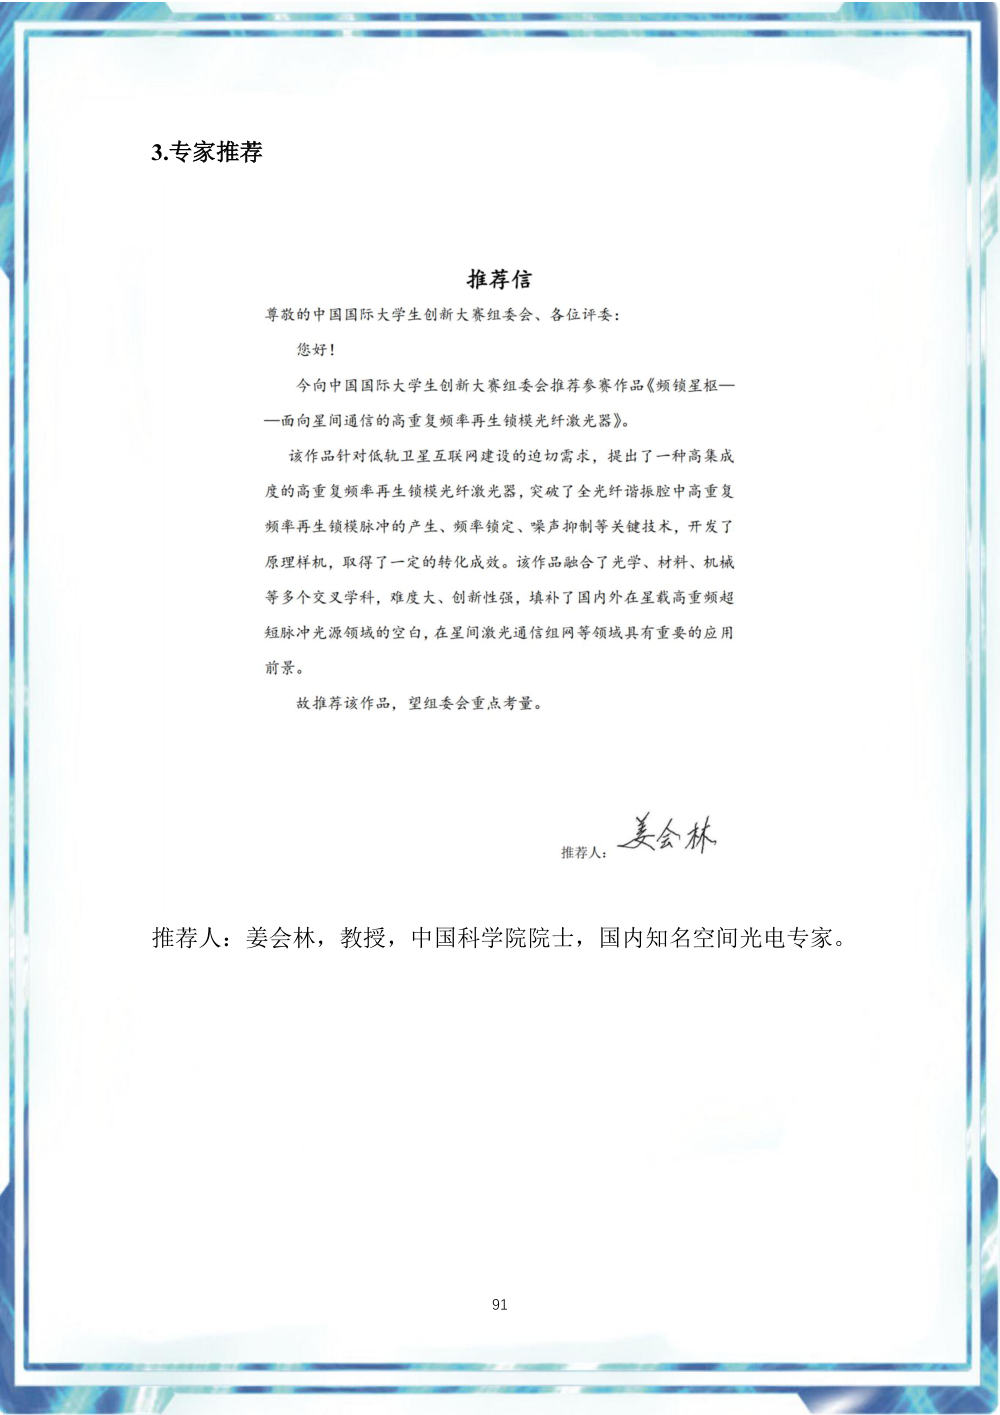 3.专家推荐
推荐信
尊敬的中国国际大学生创新大赛组委会、各位评委：
您好！
今向中国国际大学生创新大赛组委会推荐参赛作品《频锁星枢—
—面向星间通信的高重复频率再生锁模光纤激光器》。
该作品针对低轨卫星互联网建设的迫切需求，提出了一种高集成
度的高重复频率再生锁模光纤激光器，突破了全光纤谐振腔中高重复
频率再生锁模脉冲的产生、频率锁定、噪声抑制等关键技术，开发了
原理样机，取得了一定的转化成效。该作品融合了光学、材料、机械
等多个交叉学科，难度大、创新性强，填补了国内外在星载高重频超
短脉冲光源领域的空白，在星间激光通信组网等领域具有重要的应用
前景。
故推荐该作品，望组委会重点考量。
推荐人：姜会林
推荐人：姜会林，教授，中国科学院院士，国内知名空间光电专家。
91